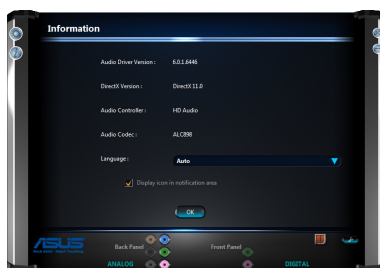 Information
Audio Driver Version : 6.0.1.6446
DirectX Version : DirectX 11.0
Audio Controller : HD Audio
Audio Codec : ALC898
Language : Auto
Display icon in notification area
OK
ASUS
Back Panel Front Panel
ANALOG DIGITAL